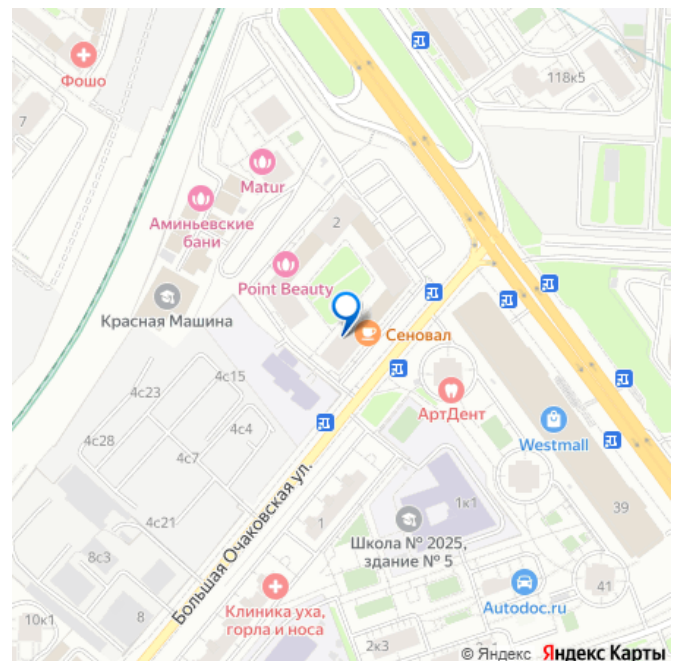 Фошо
7
118к5
Matur
Аминьевские
бани
2
Point Beauty
Красная Машина
Сеновал
4с15
4с23
4с4
4с28
4с7
АртДент
Westmall
4с21
Большая Очаковская ул.
1
1к1
39
Школа № 2025,
здание № 5
8с3
10к1
8
Клиника уха,
горла и носа
Autodoc.ru
41
2к3
2к1
© Яндекс Яндекс Карты